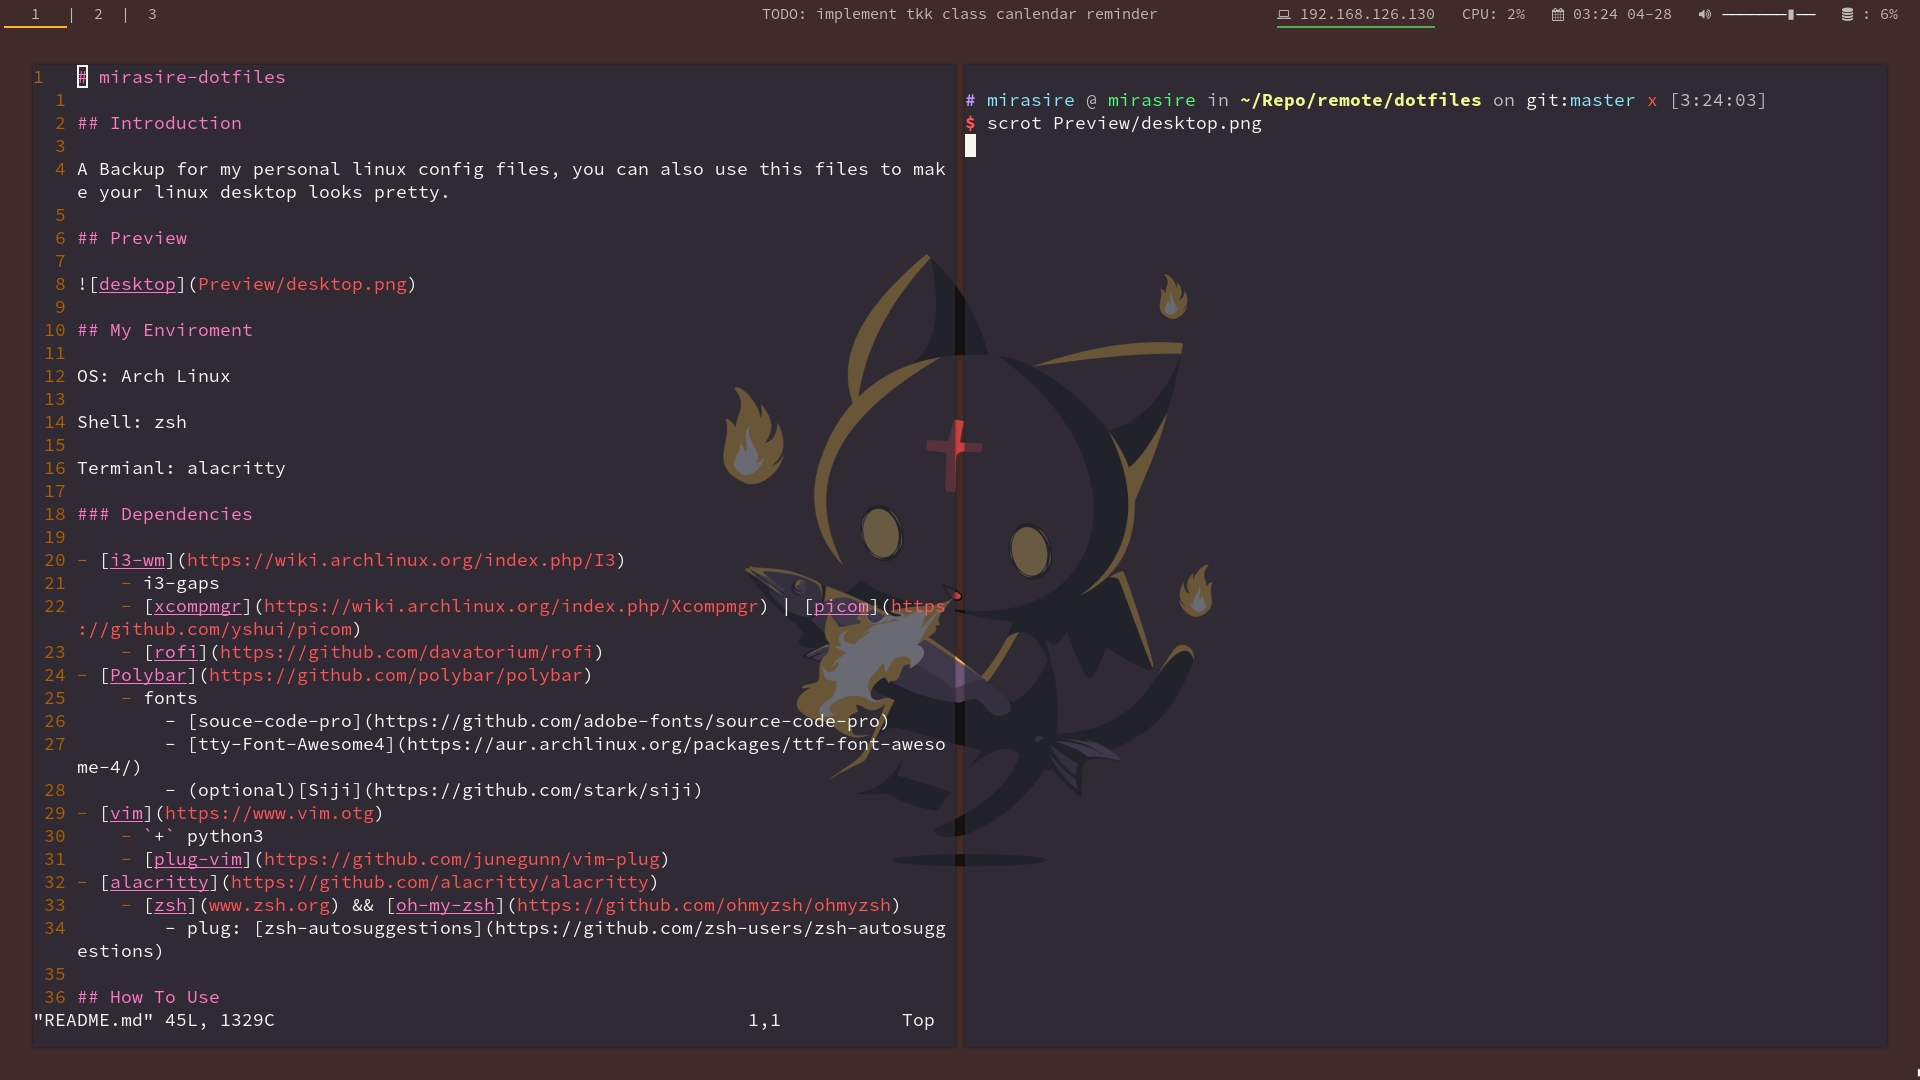 1 | 2 | 3
TODO: implement tkk class canlendar reminder
192.168.126.130 CPU: 2% 03:24 04-28 : 6%
1 # mirasire-dotfiles
1
2 ## Introduction
3
4 A Backup for my personal linux config files, you can also use this files to mak
e your linux desktop looks pretty.
5
6 ## Preview
7
8 ![desktop](Preview/desktop.png)
9
10 ## My Enviroment
11
12 OS: Arch Linux
13
14 Shell: zsh
15
16 Termianl: alacritty
17
18 ### Dependencies
19
20 - [i3-wm](https://wiki.archlinux.org/index.php/I3)
21 - i3-gaps
22 - [xcompmgr](https://wiki.archlinux.org/index.php/Xcompmgr) | [picom](https
://github.com/yshui/picom)
23 - [rofi](https://github.com/davatorium/rofi)
24 - [Polybar](https://github.com/polybar/polybar)
25 - fonts
26 - [souce-code-pro](https://github.com/adobe-fonts/source-code-pro)
27 - [tty-Font-Awesome4](https://aur.archlinux.org/packages/ttf-font-aweso
me-4/)
28 - (optional)[Siji](https://github.com/stark/siji)
29 - [vim](https://www.vim.otg)
30 - `+` python3
31 - [plug-vim](https://github.com/junegunn/vim-plug)
32 - [alacritty](https://github.com/alacritty/alacritty)
33 - [zsh](www.zsh.org) && [oh-my-zsh](https://github.com/ohmyzsh/ohmyzsh)
34 - plug: [zsh-autosuggestions](https://github.com/zsh-users/zsh-autosugg
estions)
35
36 ## How To Use
"README.md" 45L, 1329C 1,1 Top
# mirasire @ mirasire in ~/Repo/remote/dotfiles on git:master x [3:24:03]
$ scrot Preview/desktop.png